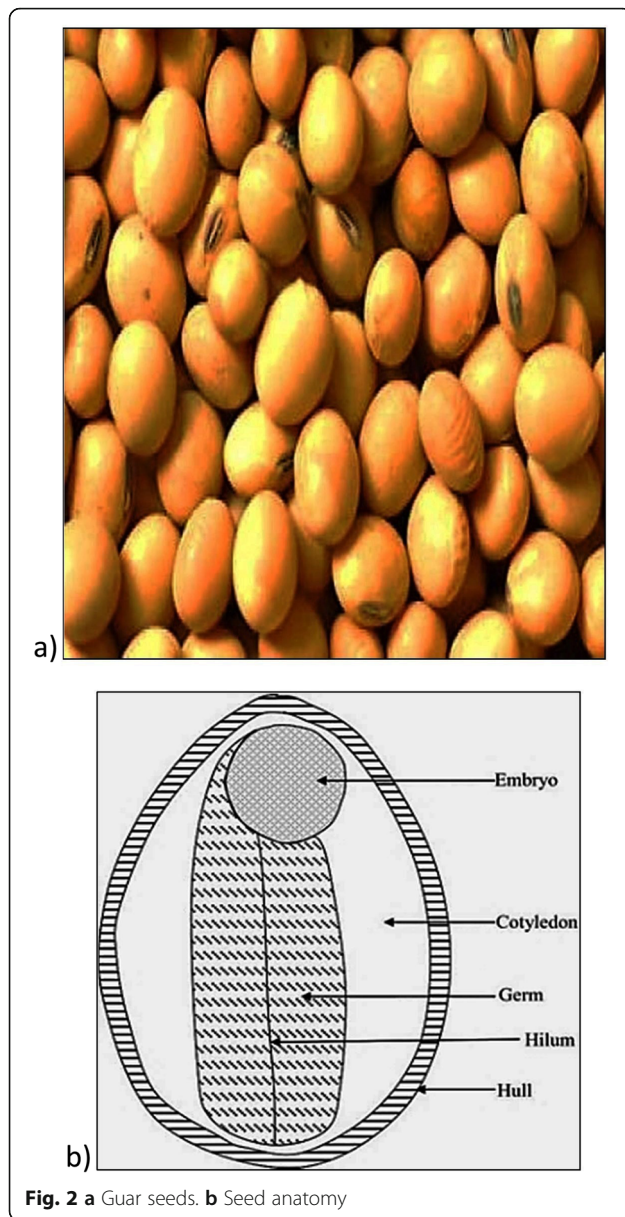 a)
Embryo
Cotyledon
Germ
Hilum
Hull
b)
Fig. 2 a Guar seeds. b Seed anatomy